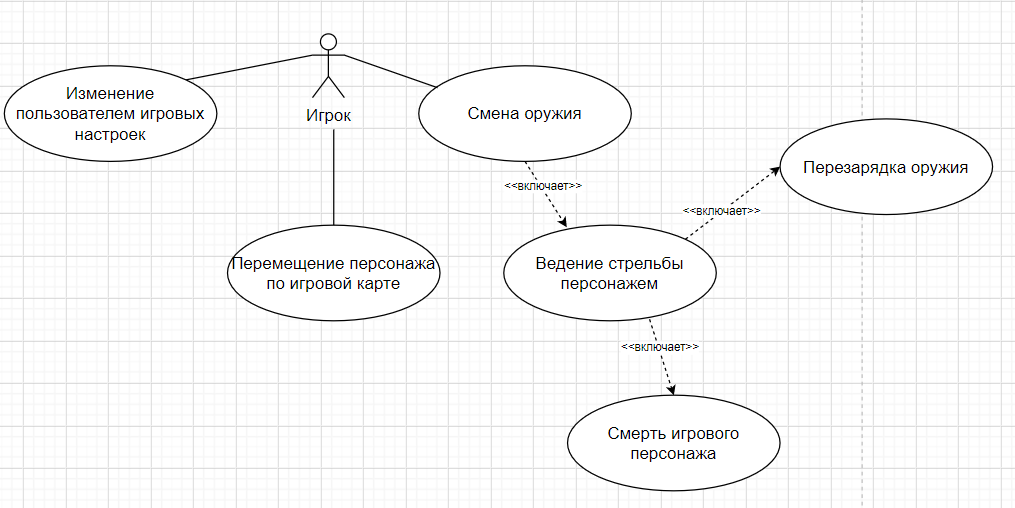 Изменение
пользователем игровых
настроек
Игрок
Смена оружия
Перезарядка оружия
<<включает>>
<<включает>>
Перемещение персонажа
по игровой карте
Ведение стрельбы
персонажем
<<включает>>
Смерть игрового
персонажа